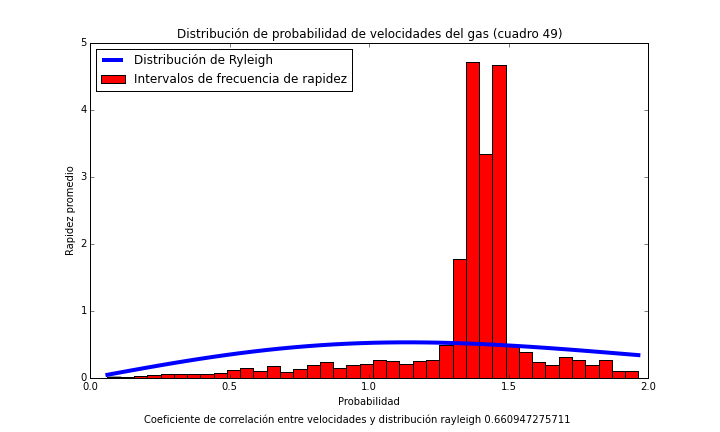 Distribución de probabilidad de velocidades del gas (cuadro 49)
Distribución de Ryleigh
Intervalos de frecuencia de rapidez
Rapidez promedio
5
4
3
2
1
0
0.0 0.5 1.0 1.5 2.0
Probabilidad
Coeficiente de correlación entre velocidades y distribución rayleigh 0.660947275711